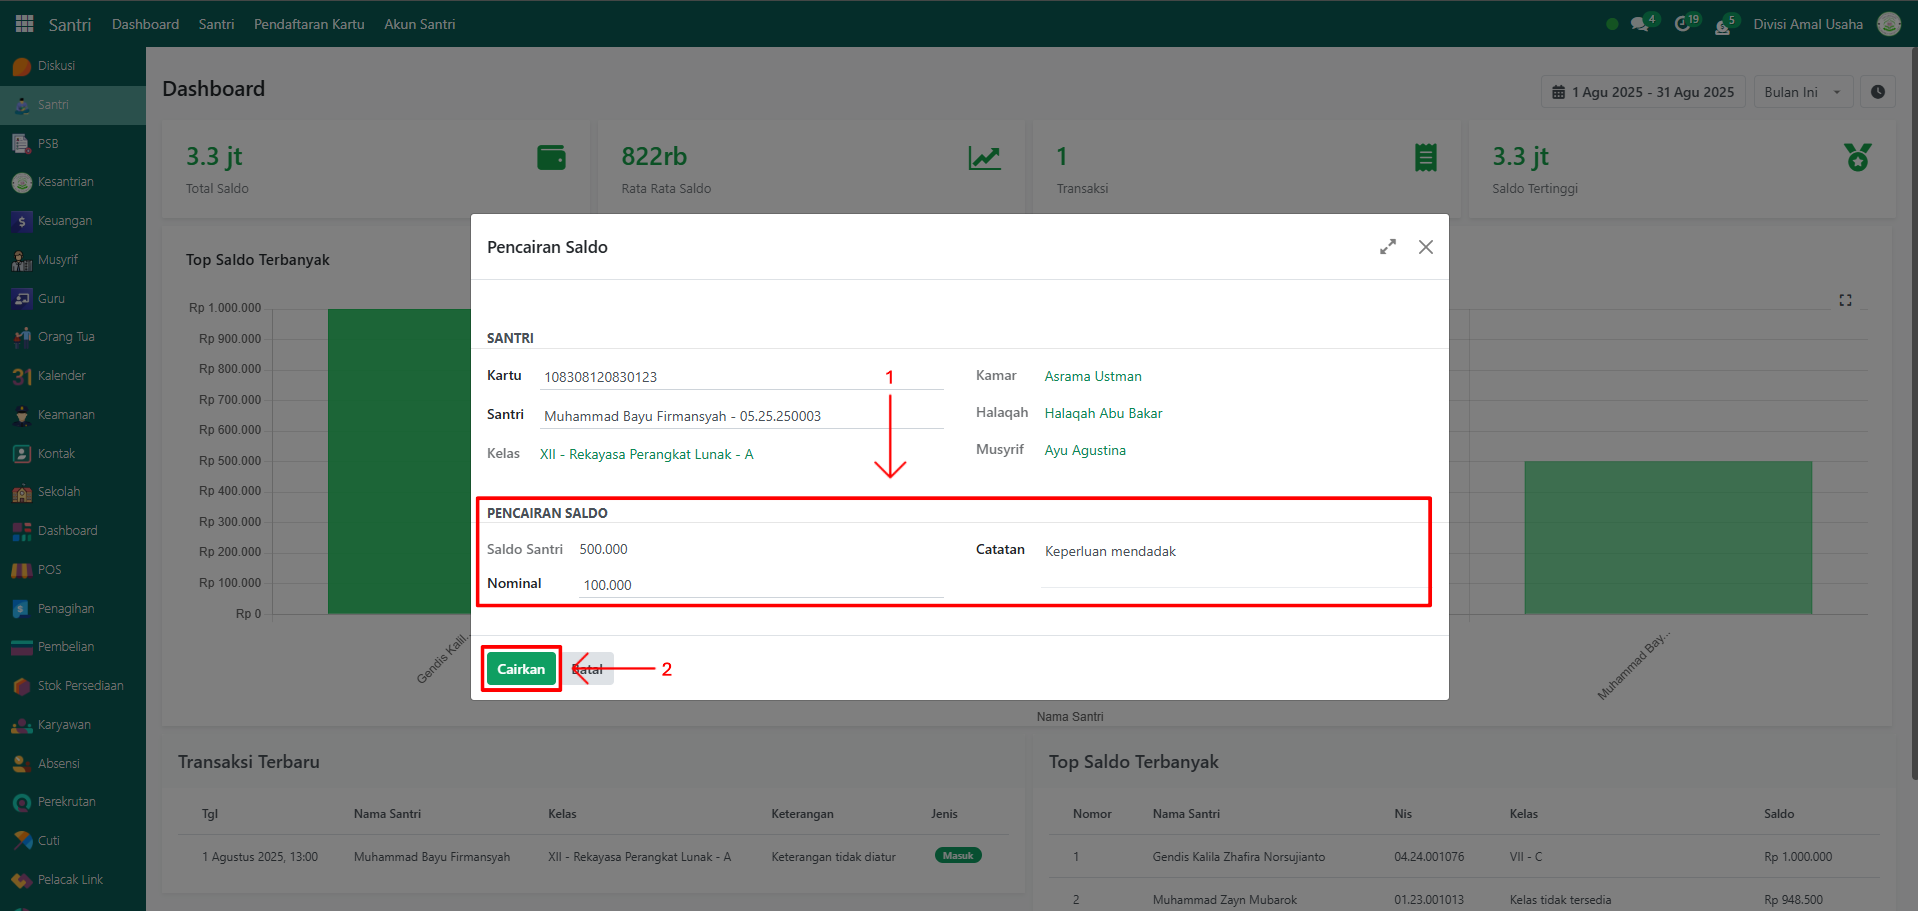 Santri Dashboard Santri Pendaftaran Kartu Akun Santri 4 19 5 Divisi Amal Usaha
Diskusi
Santri
PSB
Kesantrian
Keuangan
Musyrif
Guru
Orang Tua
31 Kalender
Keamanan
Kontak
Sekolah
Dashboard
POS
Penagihan
Pembelian
Stok Persediaan
Karyawan
Absensi
Perekrutan
Cuti
Pelacak Link
Dashboard
1 Agu 2025 - 31 Agu 2025 Bulan Ini
3.3 jt
Total Saldo
822rb
Rata Rata Saldo
1
Transaksi
3.3 jt
Saldo Tertinggi
Top Saldo Terbanyak
Rp 1.000.000
Rp 900.000
Rp 800.000
Rp 700.000
Rp 600.000
Rp 500.000
Rp 400.000
Rp 300.000
Rp 200.000
Rp 100.000
Rp 0
Gendis Kalil...
Muhammad Bay...
Nama Santri
Pencairan Saldo
SANTRI
Kartu 108308120830123
Santri Muhammad Bayu Firmansyah - 05.25.250003
Kelas XII - Rekayasa Perangkat Lunak - A
Kamar Asrama Ustman
Halaqah Halaqah Abu Bakar
Musyrif Ayu Agustina
1
PENCAIRAN SALDO
Saldo Santri 500.000
Nominal 100.000
Catatan Keperluan mendadak
Cairkan Batal 2
Transaksi Terbaru
Tgl Nama Santri Kelas Keterangan Jenis
1 Agustus 2025, 13:00 Muhammad Bayu Firmansyah XII - Rekayasa Perangkat Lunak - A Keterangan tidak diatur Masuk
Top Saldo Terbanyak
Nomor Nama Santri Nis Kelas Saldo
1 Gendis Kalila Zhafira Norsujianto 04.24.001076 VII - C Rp 1.000.000
2 Muhammad Zayn Mubarok 01.23.001013 Kelas tidak tersedia Rp 948.500